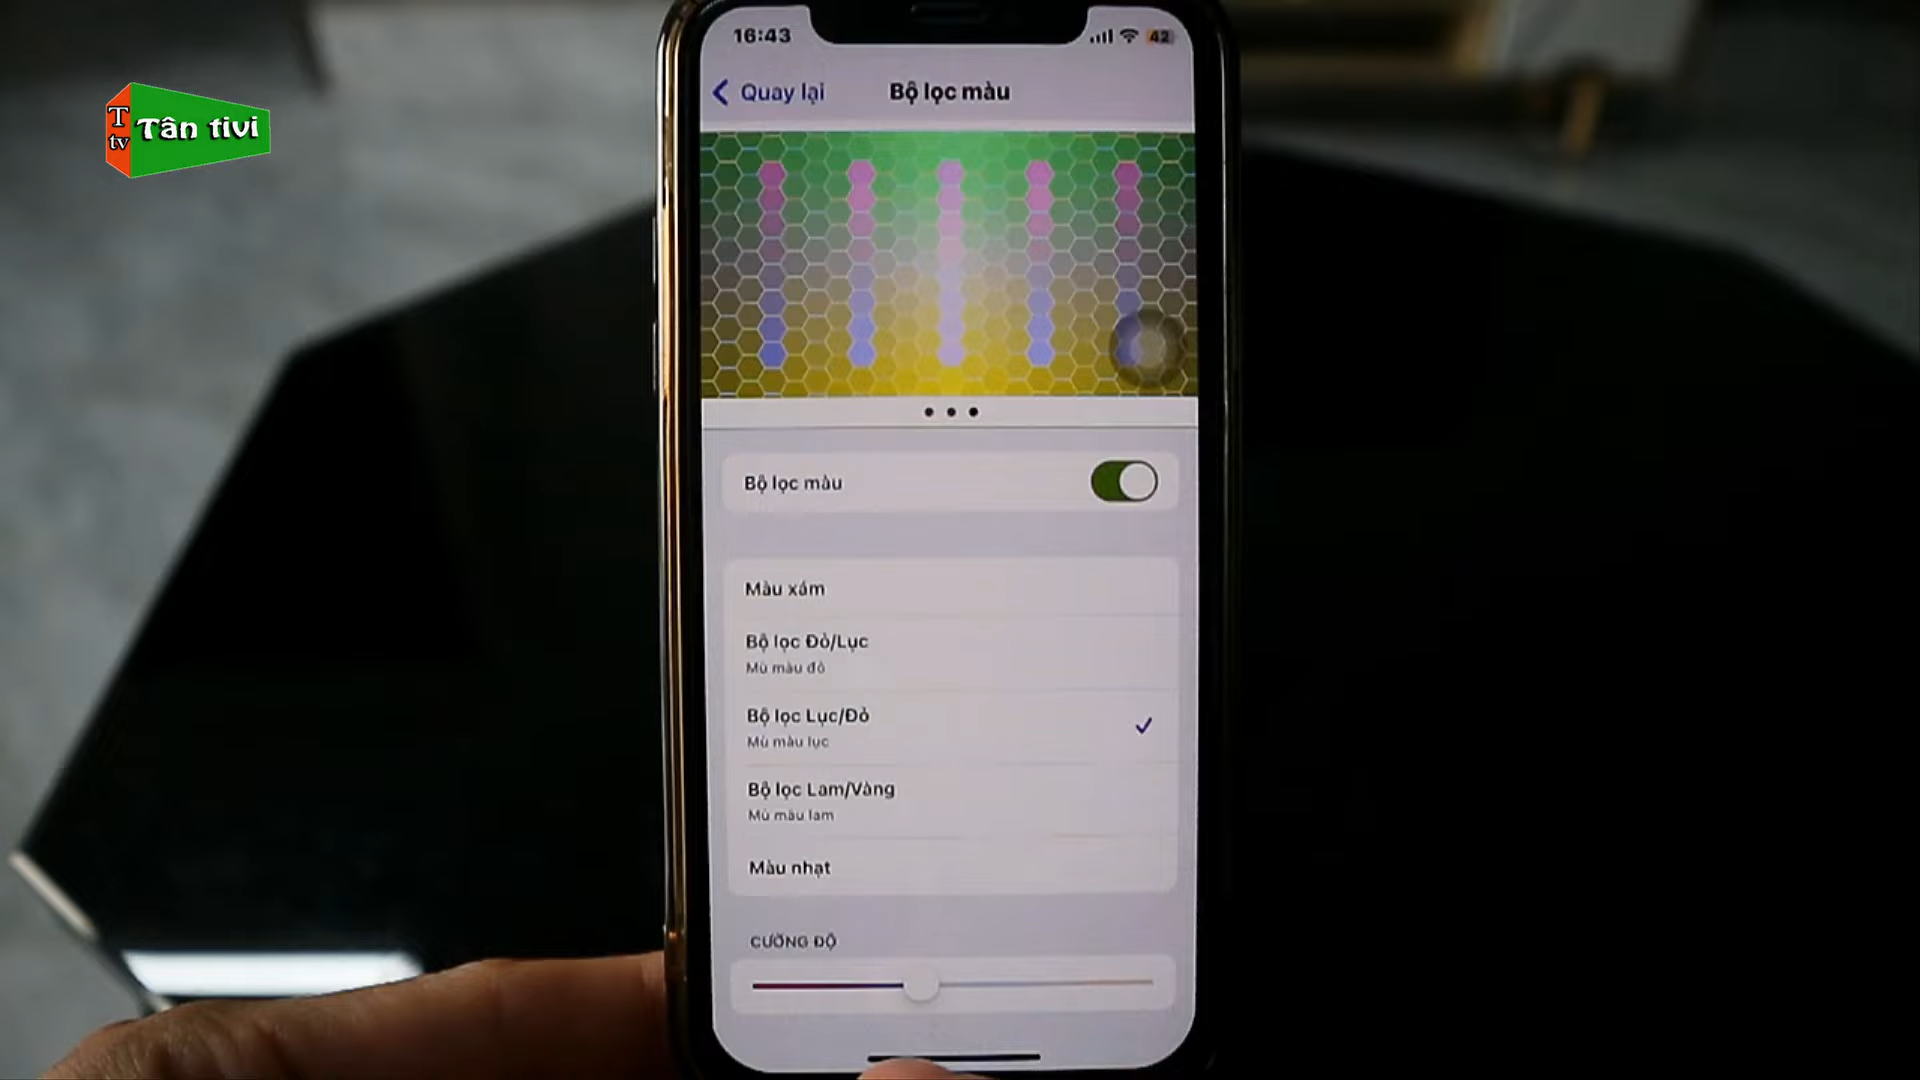 16:43
42
Quay lại
Bộ lọc màu
T
tv
Tân tivi
Bộ lọc màu
Màu xám
Bộ lọc Đỏ/Lục
Mù màu đỏ
Bộ lọc Lục/Đỏ
Mù màu lục
Bộ lọc Lam/Vàng
Mù màu lam
Màu nhạt
CƯỜNG ĐỘ